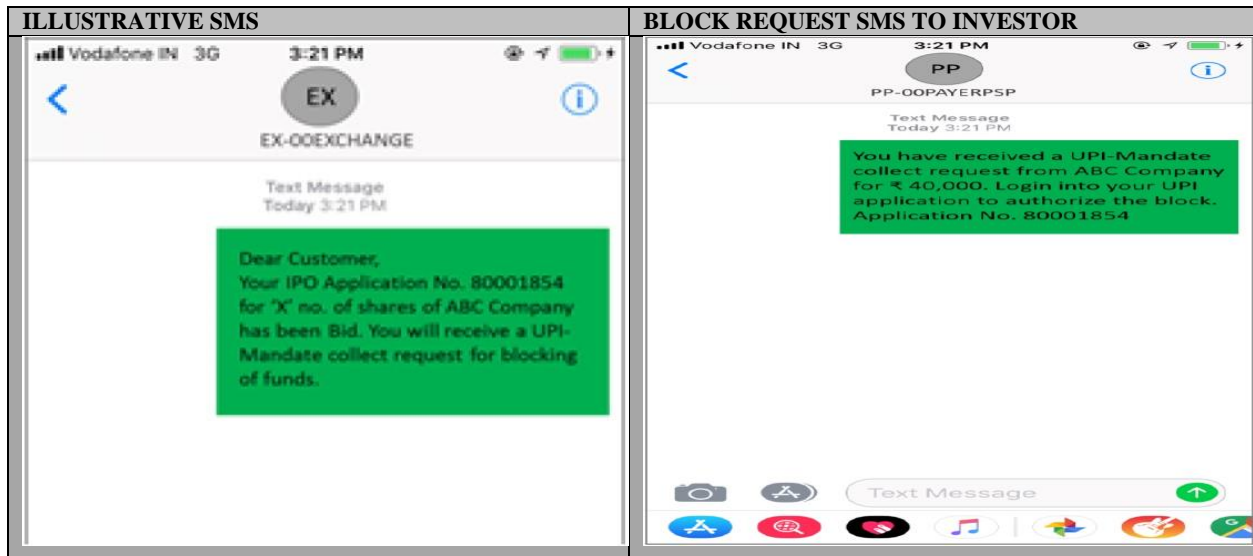 ILLUSTRATIVE SMS
Vodafone IN 3G 3:21 PM
EX
EX-OOEXCHANGE
Text Message
Today 3:21 PM
Dear Customer,
Your IPO Application No. 80001854
for 'X' no. of shares of ABC Company
has been Bid. You will receive a UPI-
Mandate collect request for blocking
of funds.
BLOCK REQUEST SMS TO INVESTOR
Vodafone IN 3G 3:21 PM
PP
PP-OOPAYERPSP
Text Message
Today 3:21 PM
You have received a UPI-Mandate
collect request from ABC Company
for ₹ 40,000. Login into your UPI
application to authorize the block.
Application No. 80001854
Text Message